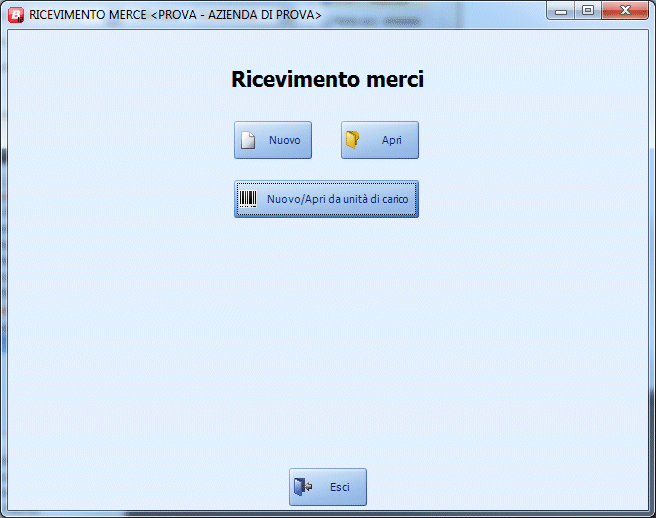 RICEVIMENTO MERCE <PROVA - AZIENDA DI PROVA>
Ricevimento merci
Nuovo
Apri
Nuovo/Apri da unità di carico
Esci